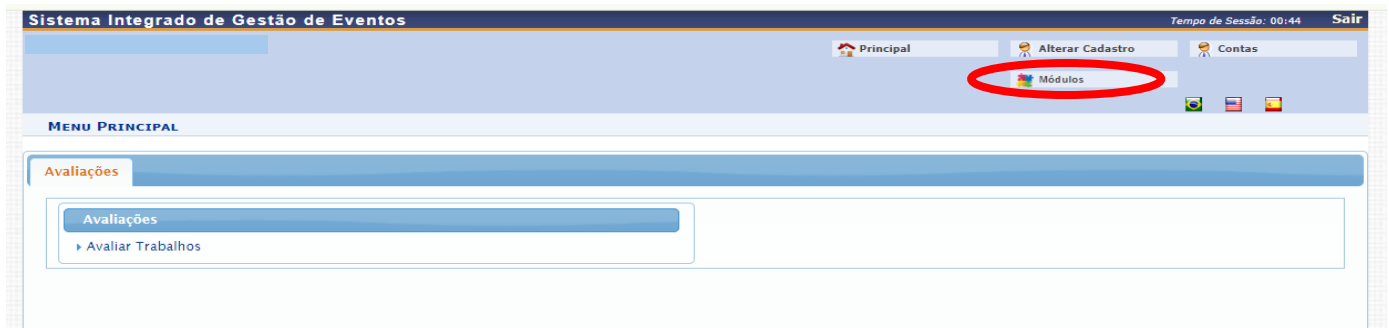 Sistema Integrado de Gestão de Eventos Tempo de Sessão: 00:44 Sair
Principal Alterar Cadastro Contas
Módulos
MENU PRINCIPAL
Avaliações
Avaliações
Avaliar Trabalhos